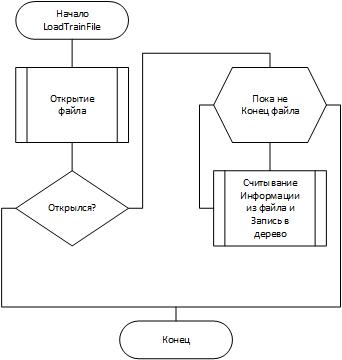 Начало
LoadTrainFile
Открытие
файла
Открылся?
Пока не
Конец файла
Считывание
Информации
из файла и
Запись в
дерево
Конец